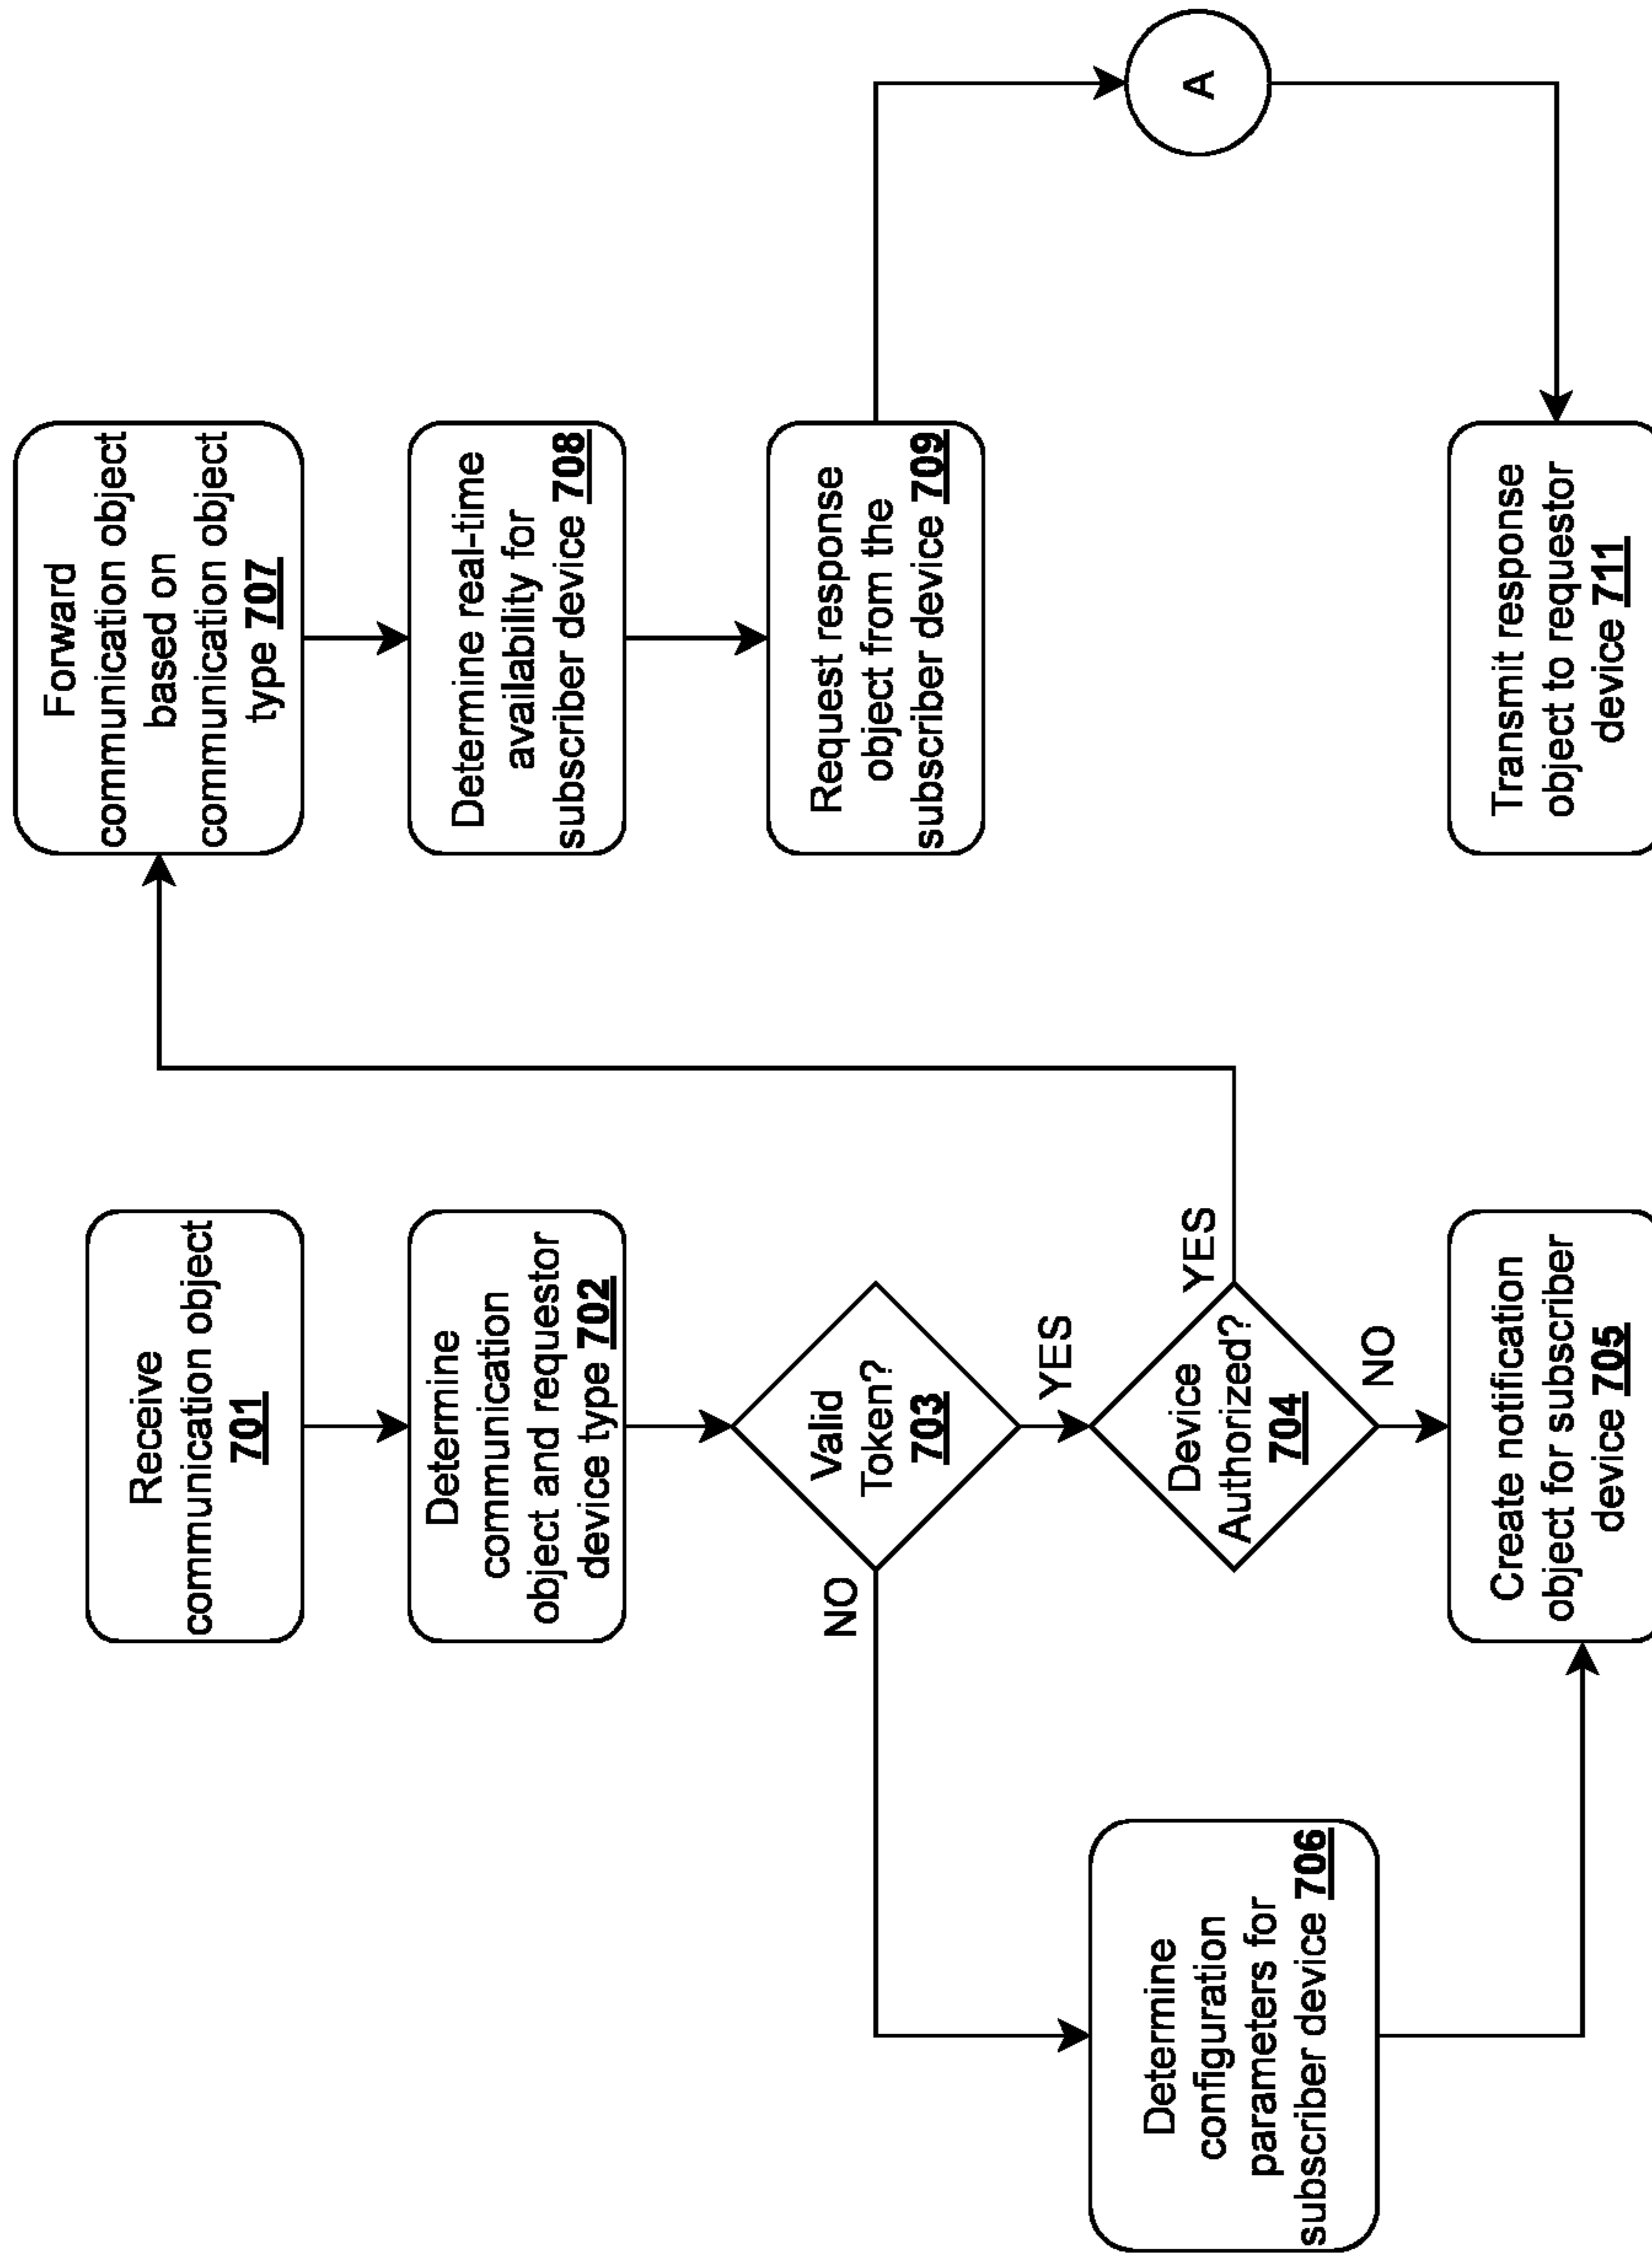 Receive
communication object
701
Determine
communication
object and requestor
device type 702
Valid
Token?
703
NO
YES
Device
Authorized?
704
YES
NO
Create notification
object for subscriber
device 705
Determine
configuration
parameters for
subscriber device 706
Forward
communication object
based on
communication object
type 707
Determine real-time
availability for
subscriber device 708
Request response
object from the
subscriber device 709
A
Transmit response
object to requestor
device 711